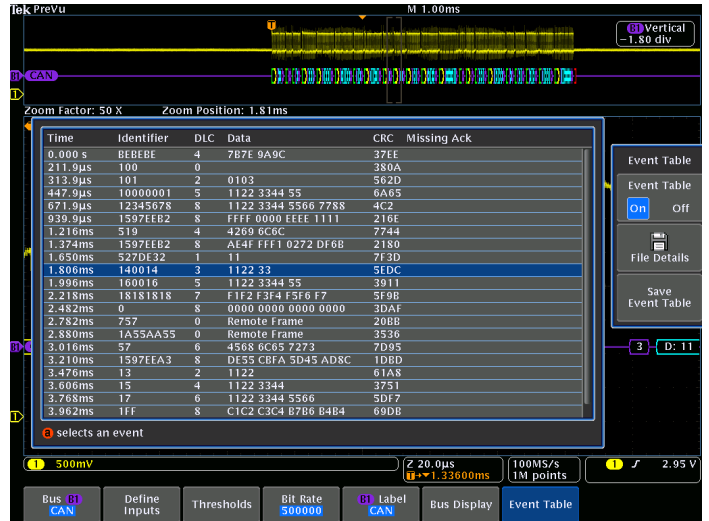 Tek PreVu M 1.00ms
T
B1 Vertical
-1.80 div
B1 CAN
Zoom Factor: 50 X Zoom Position: 1.81ms
Time Identifier DLC Data CRC Missing Ack
0.000 s BEBEBE 4 7B7E 9A9C 37EE
211.9µs 100 0 380A
313.9µs 101 2 0103 562D
447.9µs 10000001 5 1122 3344 55 6A65
671.9µs 12345678 8 1122 3344 5566 7788 4C2
939.9µs 1597EEB2 8 FFFF 0000 EEEE 1111 216E
1.216ms 519 4 4269 6C6C 7744
1.374ms 1597EEB2 8 AE4F FFF1 0272 DF6B 2180
1.650ms 527DE32 1 11 7F3D
1.806ms 140014 3 1122 33 5EDC
1.996ms 160016 5 1122 3344 55 3911
2.218ms 18181818 7 F1F2 F3F4 F5F6 F7 5F9B
2.482ms 0 8 0000 0000 0000 0000 3DAF
2.782ms 757 0 Remote Frame 20BB
2.880ms 1A55AA55 0 Remote Frame 3536
3.016ms 57 6 4568 6C65 7273 7D95
3.210ms 1597EEA3 8 DE55 CBFA 5D45 AD8C 1DBD
3.476ms 13 2 1122 61A8
3.606ms 15 4 1122 3344 3751
3.768ms 17 6 1122 3344 5566 5DF7
3.962ms 1FF 8 C1C2 C3C4 B7B6 B4B4 69DB
a selects an event
Event Table
Event Table
On Off
File Details
Save
Event Table
B1 3 D: 11
1 500mV
Z 20.0µs
T→▼1.33600ms
100MS/s
1M points
1 2.95 V
Bus B1
CAN
Define
Inputs
Thresholds
Bit Rate
500000
B1 Label
CAN
Bus Display
Event Table